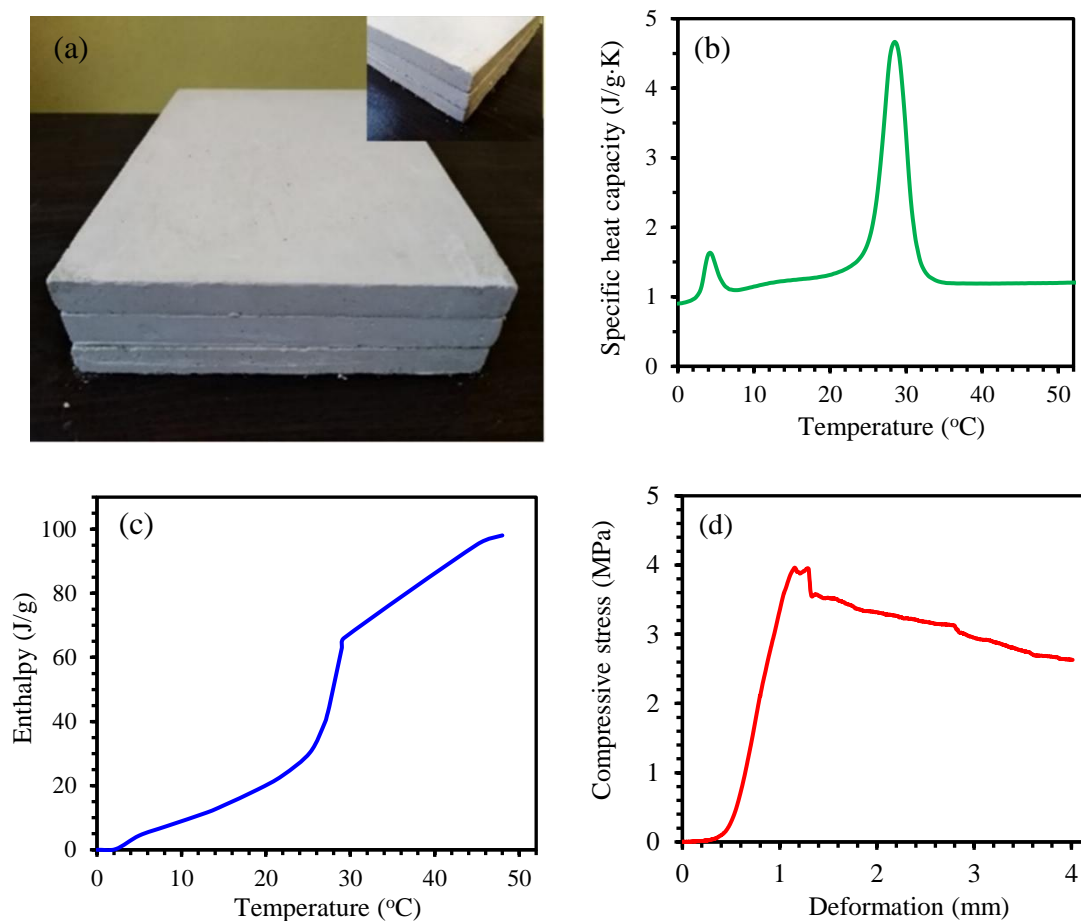 (a)
(b)
Specific heat capacity (J/g·K)
5
4
3
2
1
0
0 10 20 30 40 50
Temperature (°C)
(c)
Enthalpy (J/g)
100
80
60
40
20
0
0 10 20 30 40 50
Temperature (°C)
(d)
Compressive stress (MPa)
5
4
3
2
1
0
0 1 2 3 4
Deformation (mm)